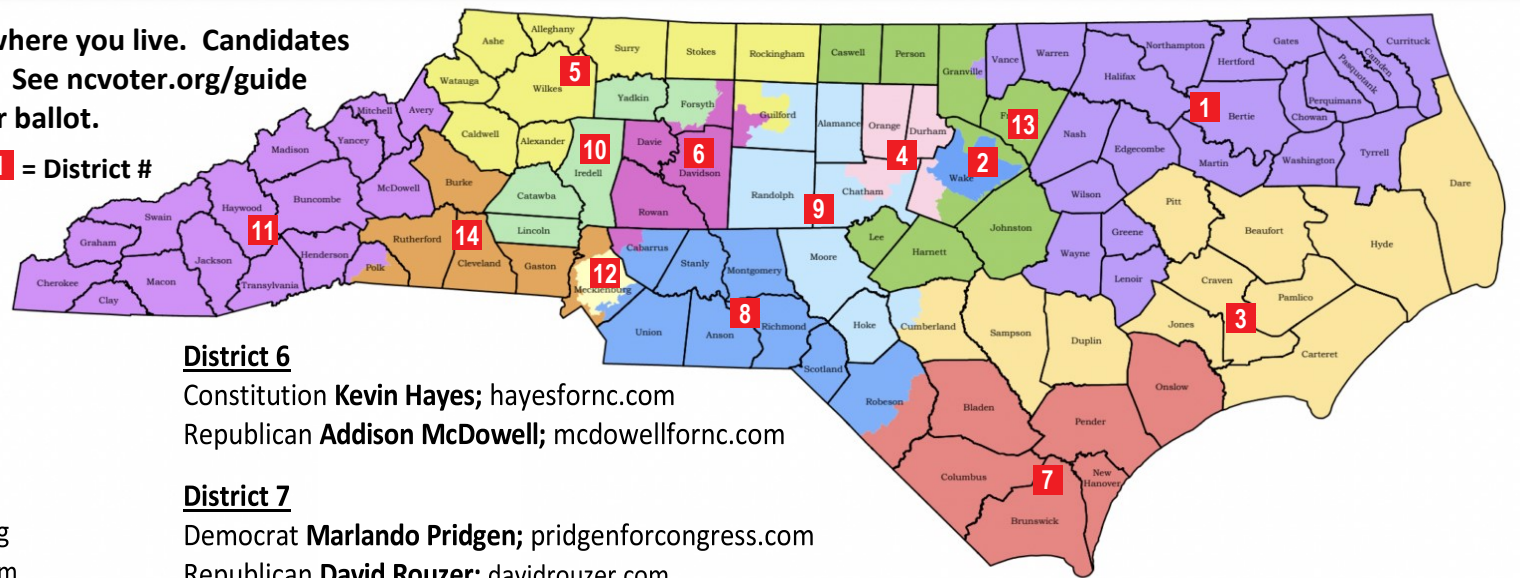 where you live. Candidates
See ncvoter.org/guide
r ballot.
= District #
Ashe
Alleghany
Surry
Stokes
Rockingham
Caswell
Person
Granville
Vance
Warren
Northampton
Gates
Currituck
Camden
Pasquotank
Hertford
Halifax
Watauga
Wilkes
5
Yadkin
Forsyth
Guilford
Alamance
Orange
Durham
13
1
Bertie
Chowan
Perquimans
Mitchell
Avery
Caldwell
Alexander
Yancey
Madison
10
Iredell
Davie
6
Davidson
4
2
Wake
Nash
Edgecombe
Martin
Washington
Tyrrell
Dare
Burke
McDowell
Buncombe
Haywood
Swain
Catawba
Rowan
Randolph
Chatham
9
Wilson
Pitt
Beaufort
Hyde
Graham
Jackson
11
Henderson
Rutherford
14
Cleveland
Lincoln
Gaston
Cabarrus
Stanly
Montgomery
Moore
Lee
Harnett
Johnston
Wayne
Greene
Lenoir
Craven
Pamlico
Cherokee
Clay
Macon
Transylvania
Polk
12
Mecklenburg
8
Union
Anson
Richmond
Scotland
Hoke
Cumberland
Sampson
Duplin
Jones
3
Carteret
Onslow
Robeson
Bladen
Pender
Columbus
7
New
Hanover
Brunswick
District 6
Constitution Kevin Hayes; hayesfornc.com
Republican Addison McDowell; mcdowellfornc.com
District 7
Democrat Marlando Pridgen; pridgenforcongress.com
Republican David Rouzer; davidrouzer.com
g
m